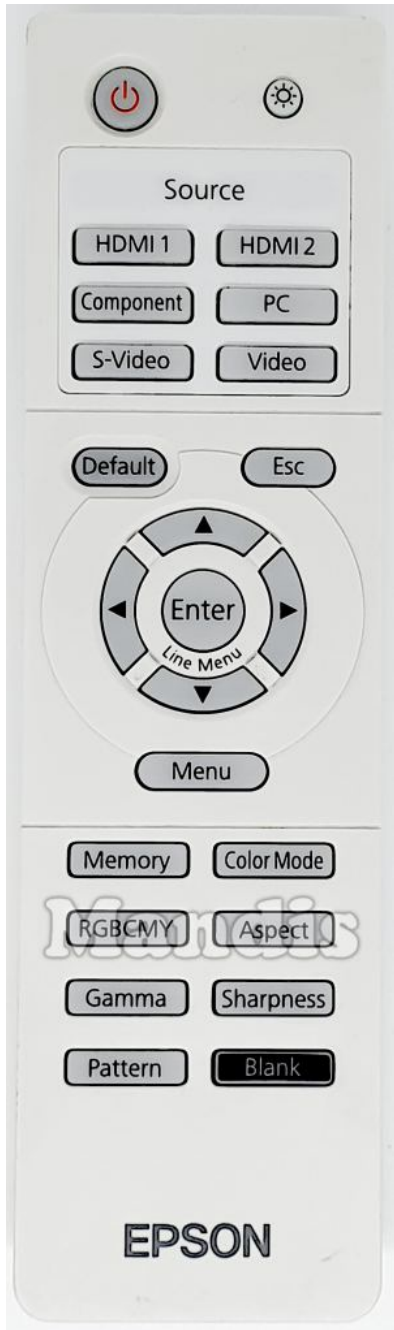 Source
HDMI 1 HDMI 2
Component PC
S-Video Video
Default Esc
Enter
Line Menu
Menu
Memory Color Mode
RGBCMY Aspect
Mandis
Gamma Sharpness
Pattern Blank
EPSON